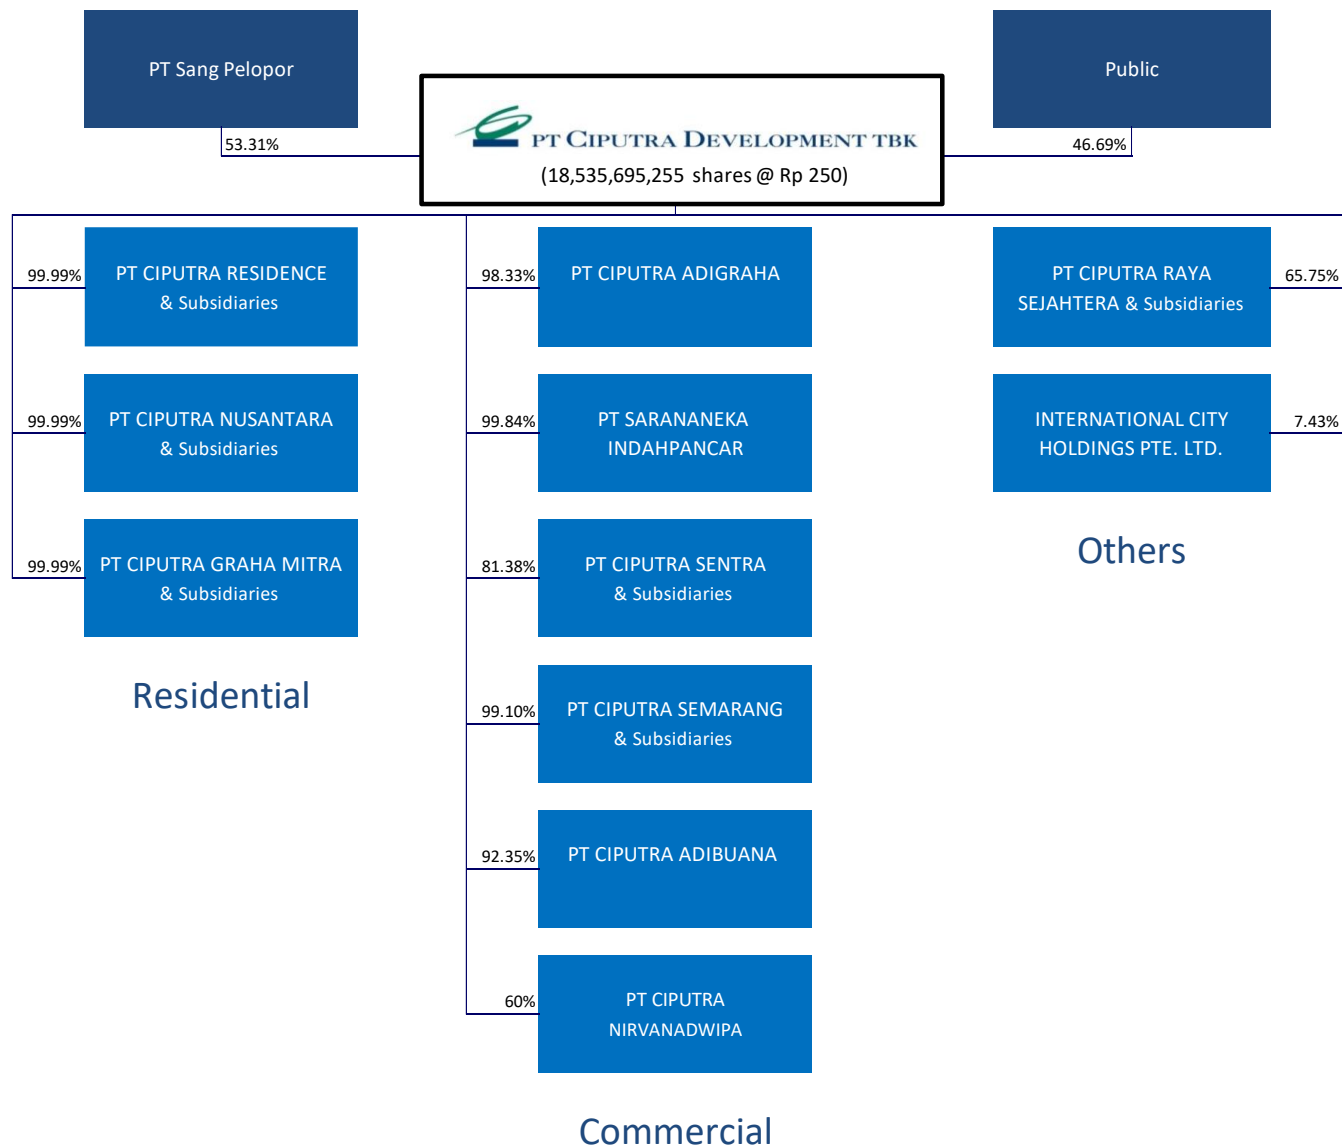 PT Sang Pelopor
Public
PT CIPUTRA DEVELOPMENT TBK
(18,535,695,255 shares @ Rp 250)
53.31%
46.69%
99.99%
PT CIPUTRA RESIDENCE
& Subsidiaries
99.99%
PT CIPUTRA NUSANTARA
& Subsidiaries
99.99%
PT CIPUTRA GRAHA MITRA
& Subsidiaries
Residential
98.33%
PT CIPUTRA ADIGRAHA
99.84%
PT SARANANEKA
INDAHPANCAR
81.38%
PT CIPUTRA SENTRA
& Subsidiaries
99.10%
PT CIPUTRA SEMARANG
& Subsidiaries
92.35%
PT CIPUTRA ADIBUANA
60%
PT CIPUTRA
NIRVANADWIPA
Commercial
PT CIPUTRA RAYA
SEJAHTERA & Subsidiaries
65.75%
INTERNATIONAL CITY
HOLDINGS PTE. LTD.
7.43%
Others